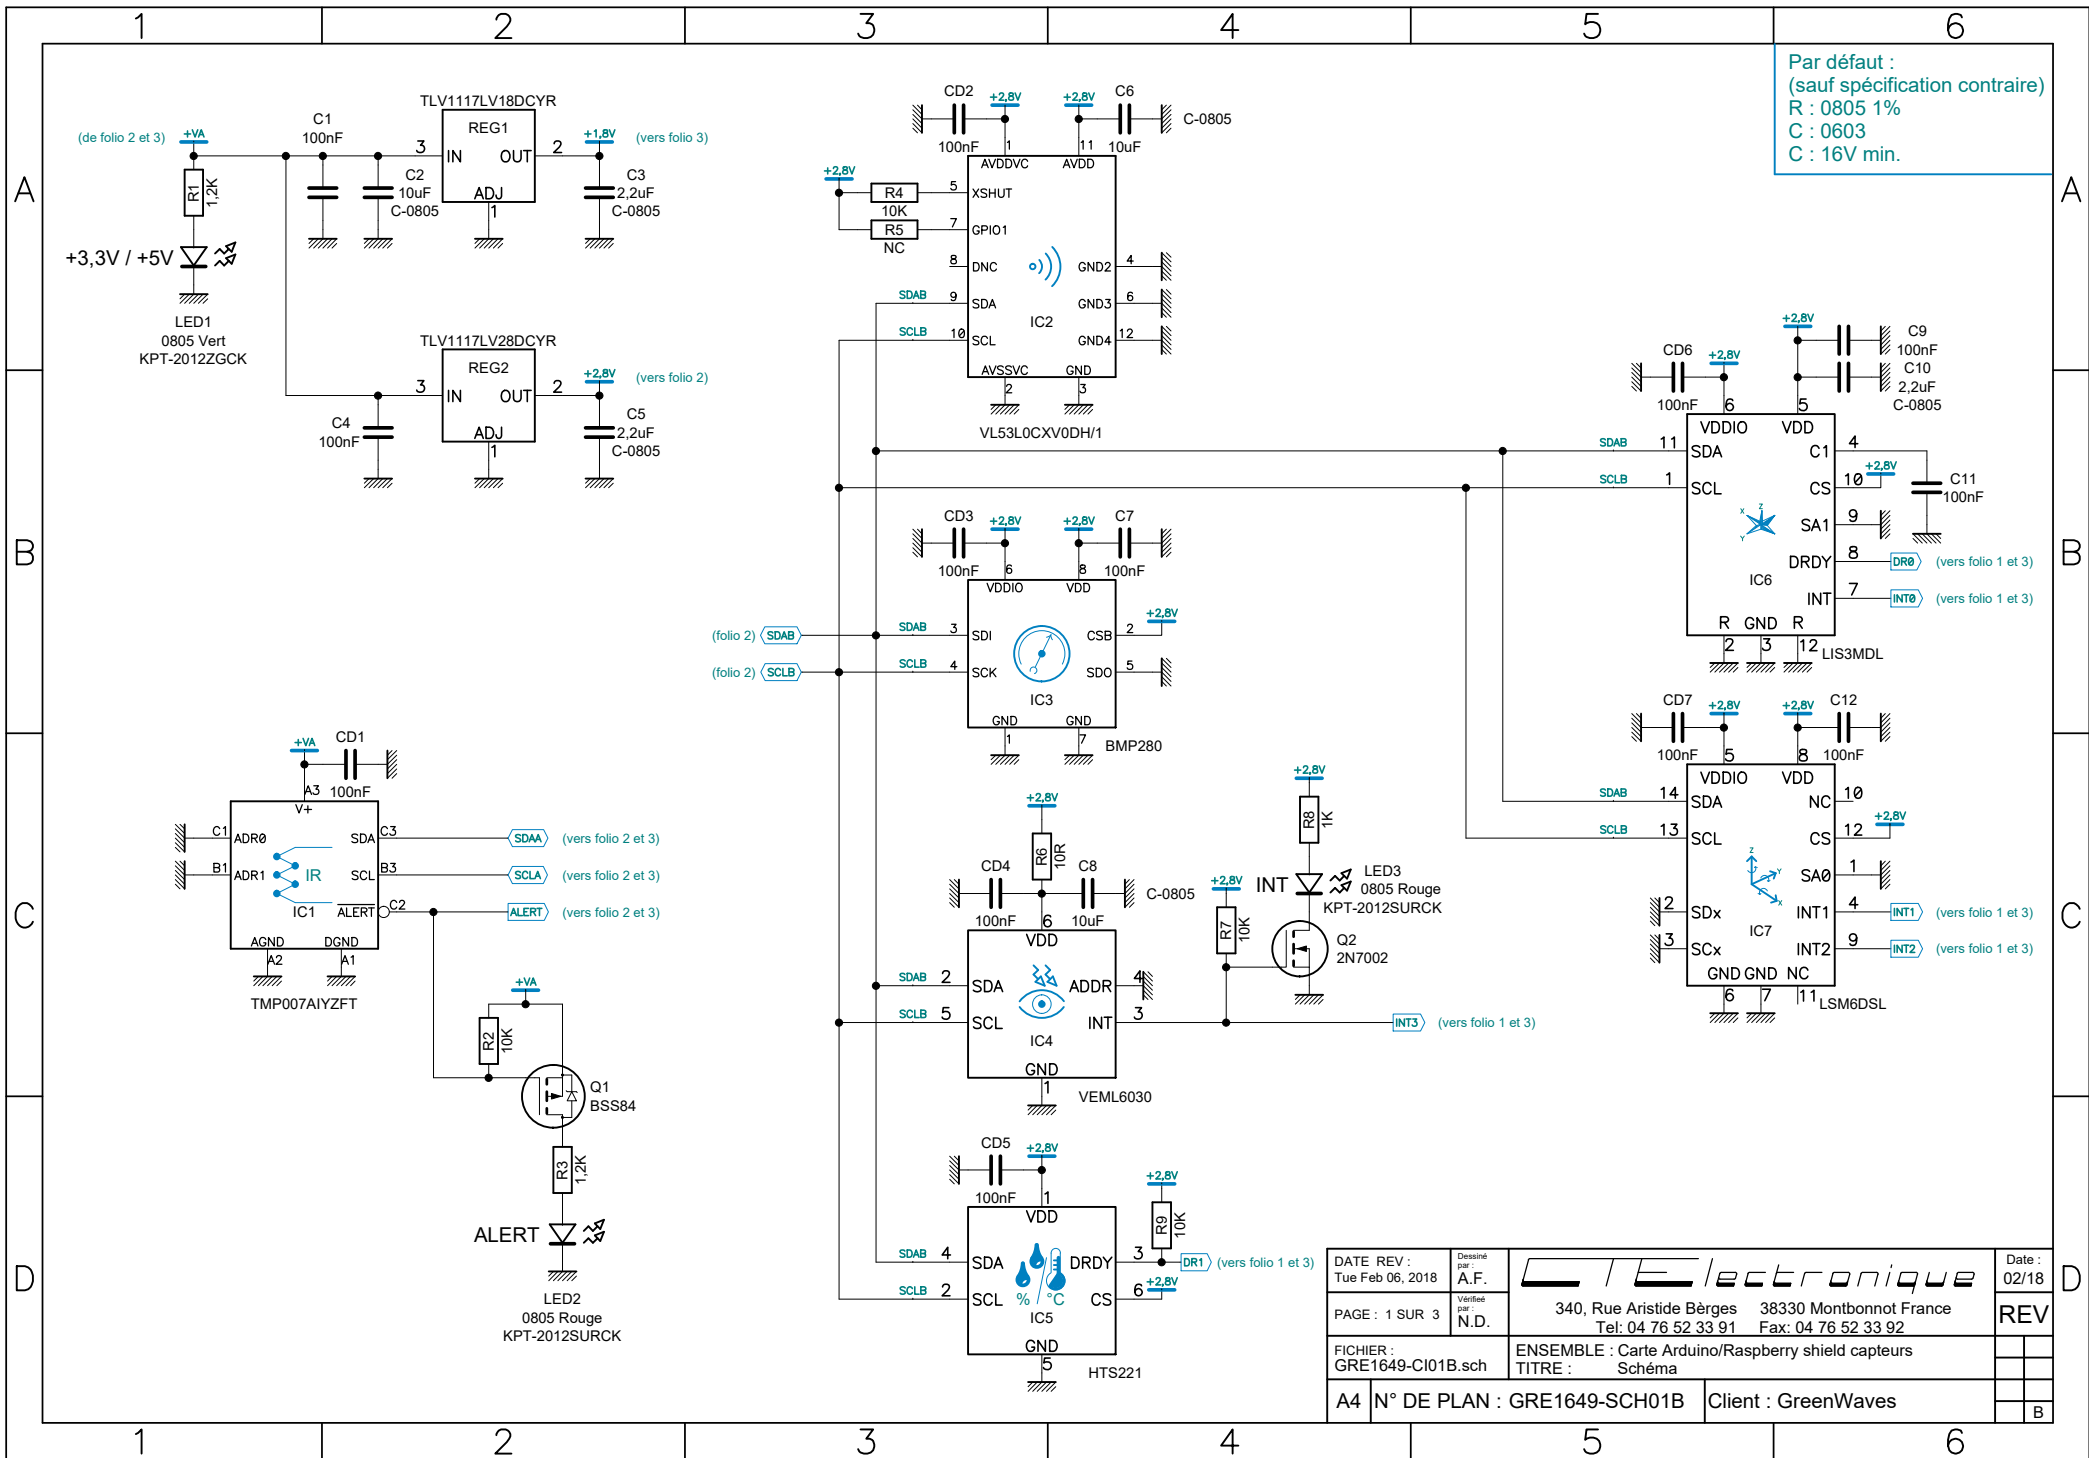 1 2 3 4 5 6
A
B
C
D
A
B
C
D
1 2 3 4 5 6
Par défaut :
(sauf spécification contraire)
R : 0805 1%
C : 0603
C : 16V min.
(de folio 2 et 3)
+VA
R1
1,2K
+3,3V / +5V
LED1
0805 Vert
KPT-2012ZGCK
C1
100nF
C2
10uF
C-0805
TLV1117LV18DCYR
REG1
3 IN OUT 2
ADJ
1
+1,8V
(vers folio 3)
C3
2,2uF
C-0805
TLV1117LV28DCYR
REG2
3 IN OUT 2
ADJ
1
C4
100nF
+2,8V
(vers folio 2)
C5
2,2uF
C-0805
CD2
100nF
+2,8V
+2,8V
C6
10uF
C-0805
1 11
AVDDVC AVDD
+2,8V
R4
10K
R5
NC
5 XSHUT
7 GPIO1
8 DNC
SDAB 9 SDA
SCLB 10 SCL
GND2 4
GND3 6
GND4 12
IC2
AVSSVC GND
2 3
VL53L0CXV0DH/1
CD3
100nF
+2,8V
+2,8V
C7
100nF
6 8
VDDIO VDD
(folio 2) SDAB
SDAB 3 SDI
(folio 2) SCLB
SCLB 4 SCK
CSB 2
+2,8V
SDO 5
IC3
GND GND
1 7
BMP280
+2,8V
R6
10R
CD4
100nF
C8
10uF
C-0805
6
VDD
SDAB 2 SDA
SCLB 5 SCL
ADDR 4
INT 3
IC4
GND
1
VEML6030
+2,8V
R7
10K
+2,8V
R8
1K
INT
LED3
0805 Rouge
KPT-2012SURCK
Q2
2N7002
INT3
(vers folio 1 et 3)
CD5
100nF
+2,8V
1
VDD
SDAB 4 SDA
SCLB 2 SCL
% °C
DRDY 3
CS 6
+2,8V
+2,8V
R9
10K
DR1
(vers folio 1 et 3)
IC5
GND
5
HTS221
+VA
CD1
100nF
A3
V+
C1 ADR0
B1 ADR1
IR
SDA C3
SCL B3
ALERT C2
IC1
AGND DGND
A2 A1
TMP007AIYZFT
SDAA (vers folio 2 et 3)
SCLA (vers folio 2 et 3)
ALERT (vers folio 2 et 3)
+VA
R2
10K
Q1
BSS84
R3
1,2K
ALERT
LED2
0805 Rouge
KPT-2012SURCK
+2,8V
C9
100nF
C10
2,2uF
C-0805
CD6
100nF
+2,8V
6 5
VDDIO VDD
SDAB 11 SDA
SCLB 1 SCL
C1 4
CS 10
+2,8V
C11
100nF
SA1 9
DRDY 8
DR0 (vers folio 1 et 3)
INT 7
INT0 (vers folio 1 et 3)
X Z Y
IC6
R GND R
2 3 12
LIS3MDL
CD7
100nF
+2,8V
+2,8V
C12
100nF
5 8
VDDIO VDD
SDAB 14 SDA
SCLB 13 SCL
NC 10
CS 12
+2,8V
SA0 1
Z Y X
2 SDx
3 SCx
INT1 4
INT1 (vers folio 1 et 3)
INT2 9
INT2 (vers folio 1 et 3)
IC7
GND GND NC
6 7 11
LSM6DSL
DATE REV :
Tue Feb 06, 2018
Dessiné
par :
A.F.
PAGE : 1 SUR 3
Vérifiée
par :
N.D.
CTElectronique
340, Rue Aristide Bèrges 38330 Montbonnot France
Tel: 04 76 52 33 91 Fax: 04 76 52 33 92
Date :
02/18
REV
FICHIER :
GRE1649-CI01B.sch
ENSEMBLE : Carte Arduino/Raspberry shield capteurs
TITRE : Schéma
A4
N° DE PLAN : GRE1649-SCH01B
Client : GreenWaves
B